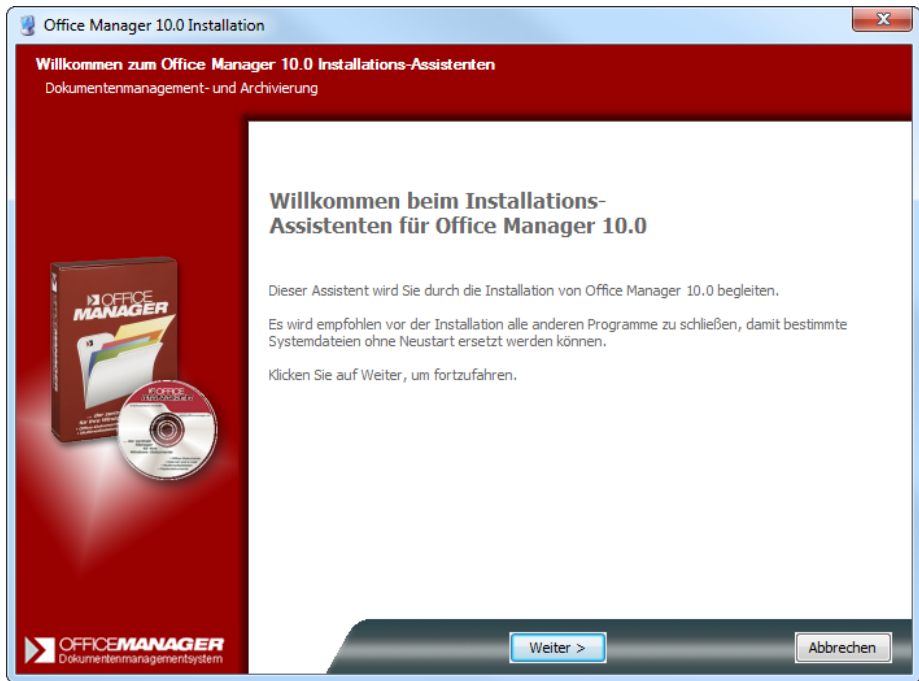 Office Manager 10.0 Installation
X
Willkommen zum Office Manager 10.0 Installations-Assistenten
Dokumentenmanagement- und Archivierung
Willkommen beim Installations-
Assistenten für Office Manager 10.0
Dieser Assistent wird Sie durch die Installation von Office Manager 10.0 begleiten.
Es wird empfohlen vor der Installation alle anderen Programme zu schließen, damit bestimmte
Systemdateien ohne Neustart ersetzt werden können.
Klicken Sie auf Weiter, um fortzufahren.
OFFICE
MANAGER
OFFICE
MANAGER
OFFICEMANAGER
Dokumentenmanagementsystem
Weiter >
Abbrechen